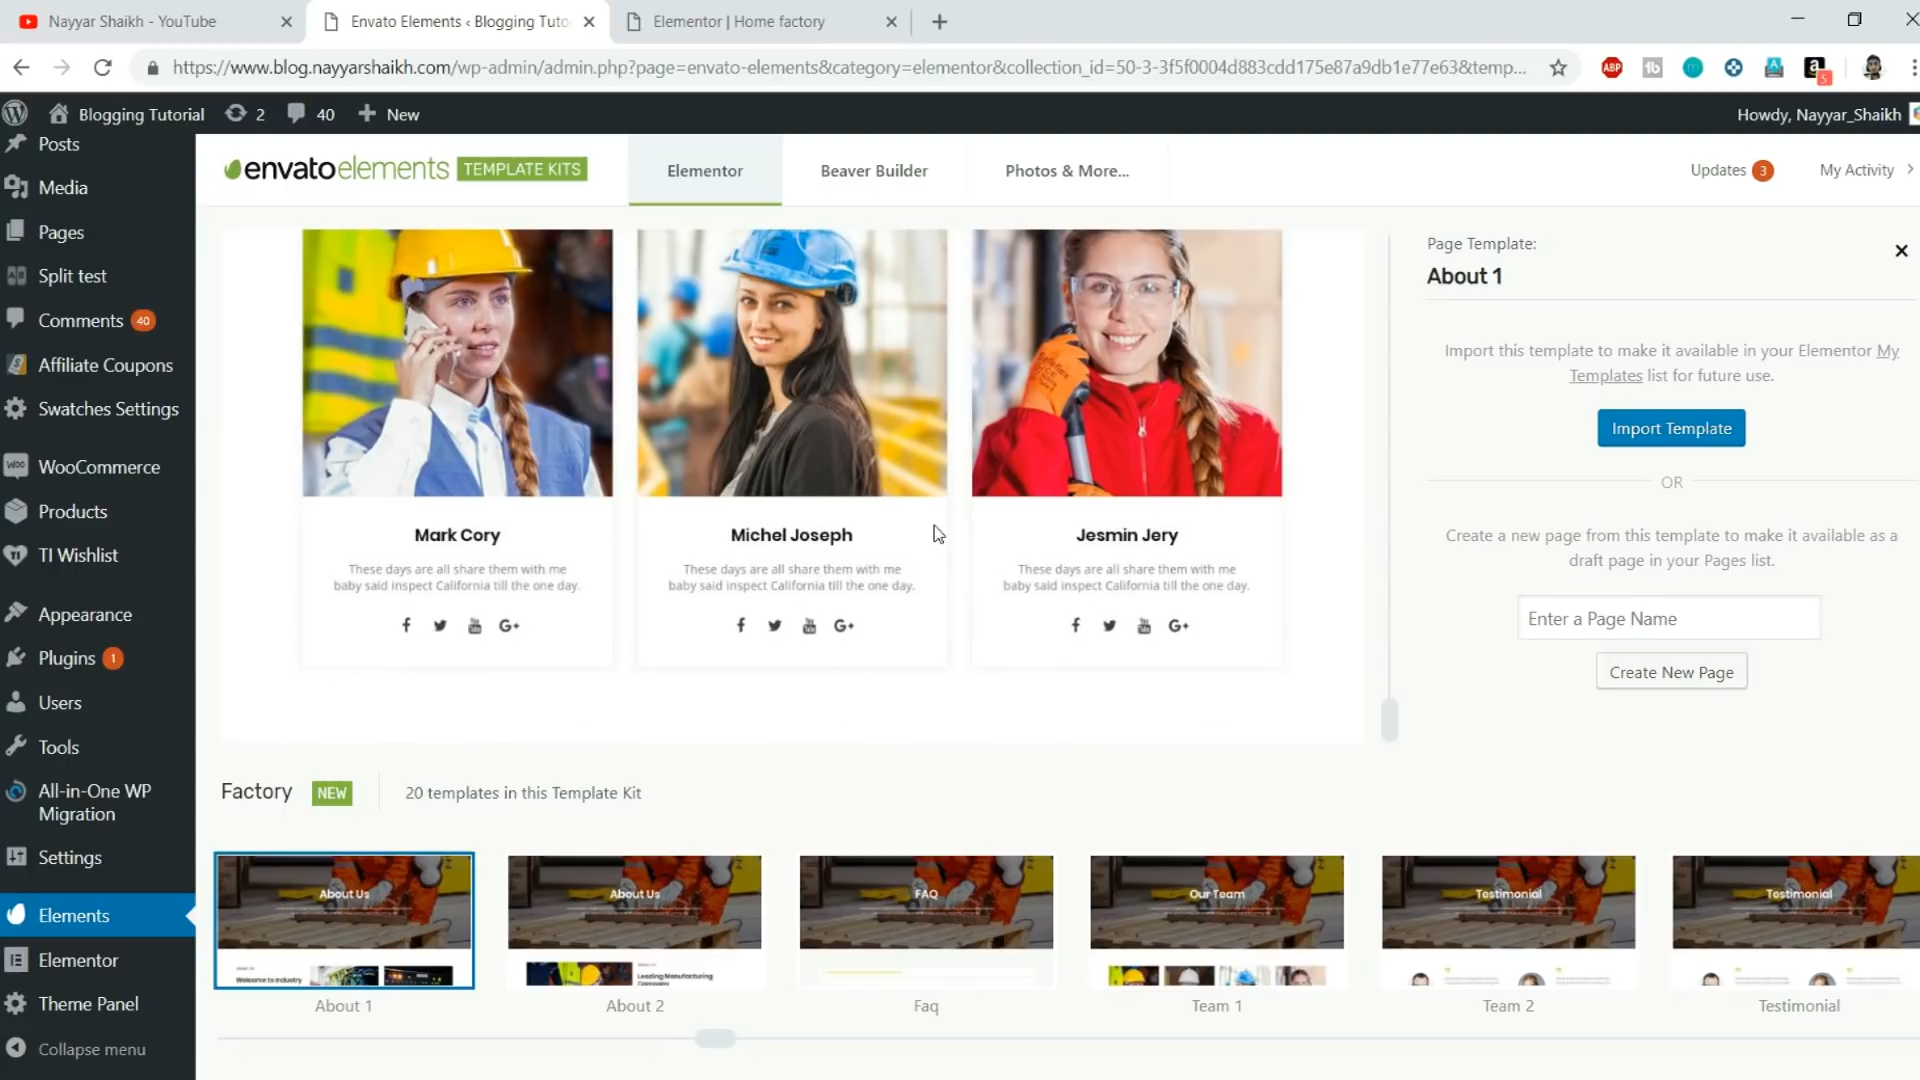 Nayyar Shaikh - YouTube
Envato Elements ‹ Blogging Tuto
Elementor | Home factory
https://www.blog.nayyarshaikh.com/wp-admin/admin.php?page=envato-elements&category=elementor&collection_id=50-3-3f5f0004d883cdd175e87a9db1e77e63&temp...
ABP
tb
a
5
Blogging Tutorial
2
40
New
Howdy, Nayyar_Shaikh
Posts
Media
Pages
Split test
Comments 40
Affiliate Coupons
Swatches Settings
WooCommerce
Products
TI Wishlist
Appearance
Plugins 1
Users
Tools
All-in-One WP
Migration
Settings
Elements
Elementor
Theme Panel
Collapse menu
envatoelements TEMPLATE KITS
Elementor
Beaver Builder
Photos & More...
Updates 3
My Activity
Mark Cory
These days are all share them with me
baby said inspect California till the one day.
Michel Joseph
These days are all share them with me
baby said inspect California till the one day.
Jesmin Jery
These days are all share them with me
baby said inspect California till the one day.
Page Template:
About 1
Import this template to make it available in your Elementor My
Templates list for future use.
Import Template
OR
Create a new page from this template to make it available as a
draft page in your Pages list.
Enter a Page Name
Create New Page
Factory NEW
20 templates in this Template Kit
About Us
Welcome to Industry
About 1
About Us
Leading Manufacturing
Company
About 2
FAQ
Faq
Our Team
Team 1
Testimonial
Team 2
Testimonial
Testimonial